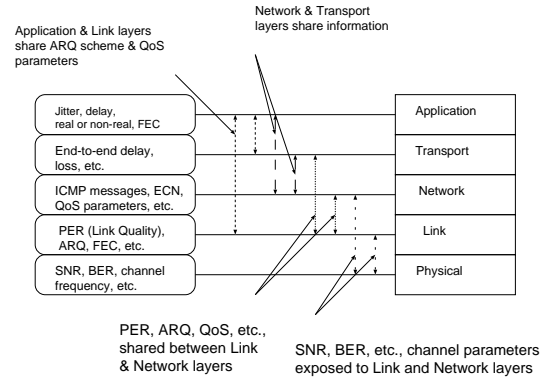 Network & Transport
layers share information
Application & Link layers
share ARQ scheme & QoS
parameters
Jitter, delay,
real or non-real, FEC
Application
End-to-end delay,
loss, etc.
Transport
ICMP messages, ECN,
QoS parameters, etc.
Network
PER (Link Quality),
ARQ, FEC, etc.
Link
SNR, BER, channel
frequency, etc.
Physical
PER, ARQ, QoS, etc.,
shared between Link
& Network layers
SNR, BER, etc., channel parameters
exposed to Link and Network layers